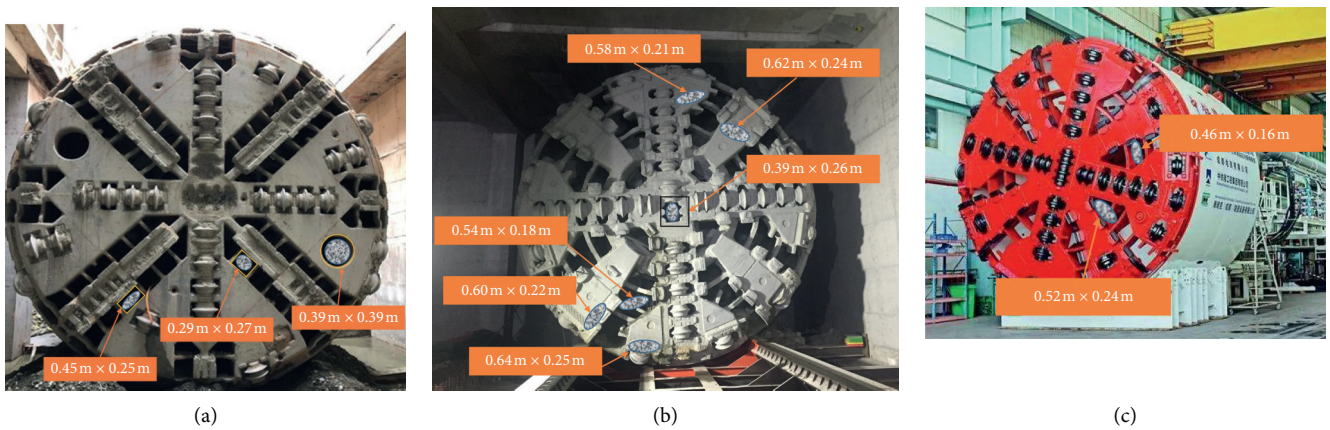 0.29 m × 0.27 m
0.39 m × 0.39 m
0.45 m × 0.25 m
(a)
0.58 m × 0.21 m
0.62 m × 0.24 m
0.39 m × 0.26 m
0.54 m × 0.18 m
0.60 m × 0.22 m
0.64 m × 0.25 m
(b)
0.46 m × 0.16 m
0.52 m × 0.24 m
(c)